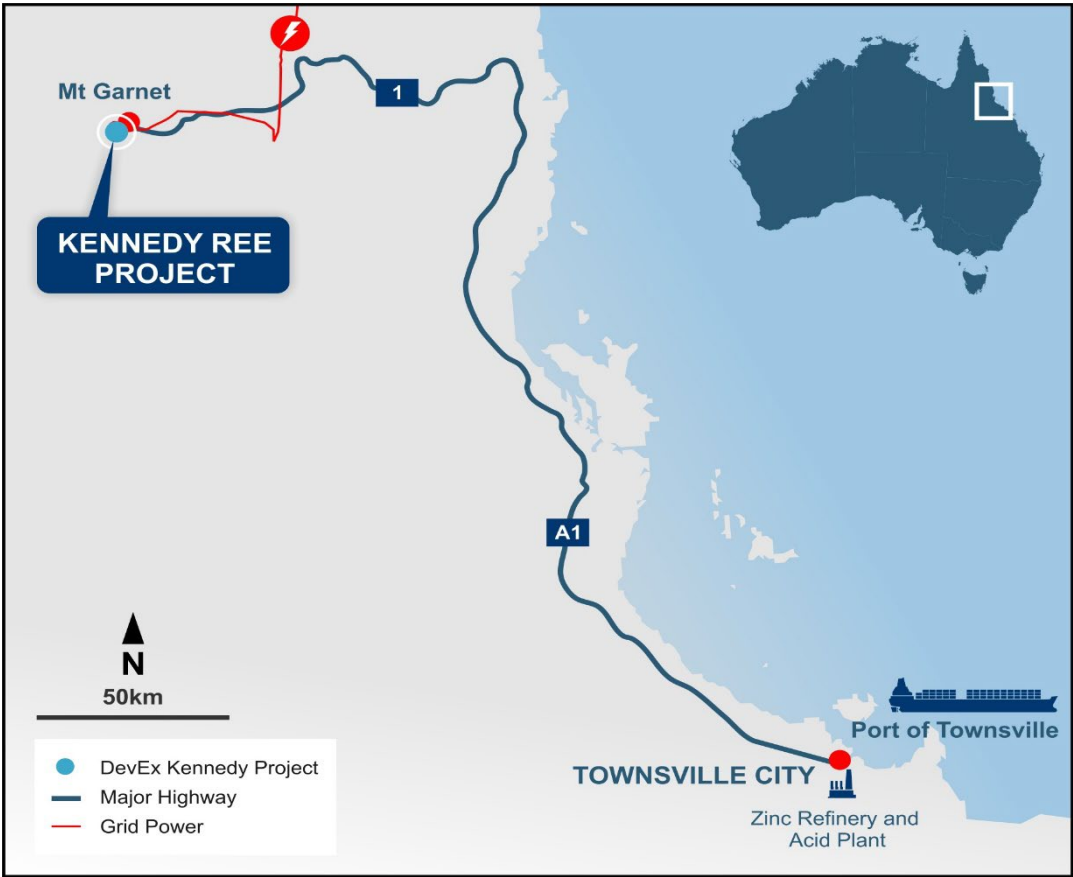 Mt Garnet
1
KENNEDY REE
PROJECT
A1
N
50km
DevEx Kennedy Project
Major Highway
Grid Power
Port of Townsville
TOWNSVILLE CITY
Zinc Refinery and
Acid Plant